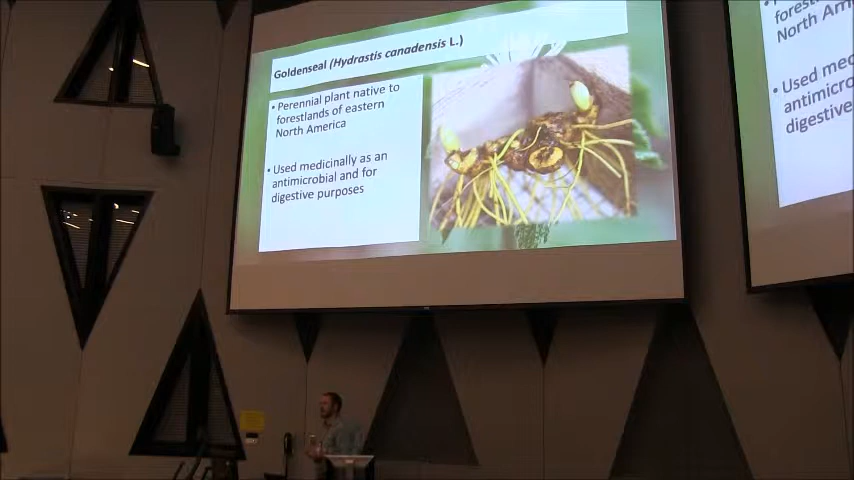 Goldenseal (Hydrastis canadensis L.)
• Perennial plant native to
forestlands of eastern
North America
• Used medicinally as an
antimicrobial and for
digestive purposes
forest
North Am
• Used med
antimicro
digestive